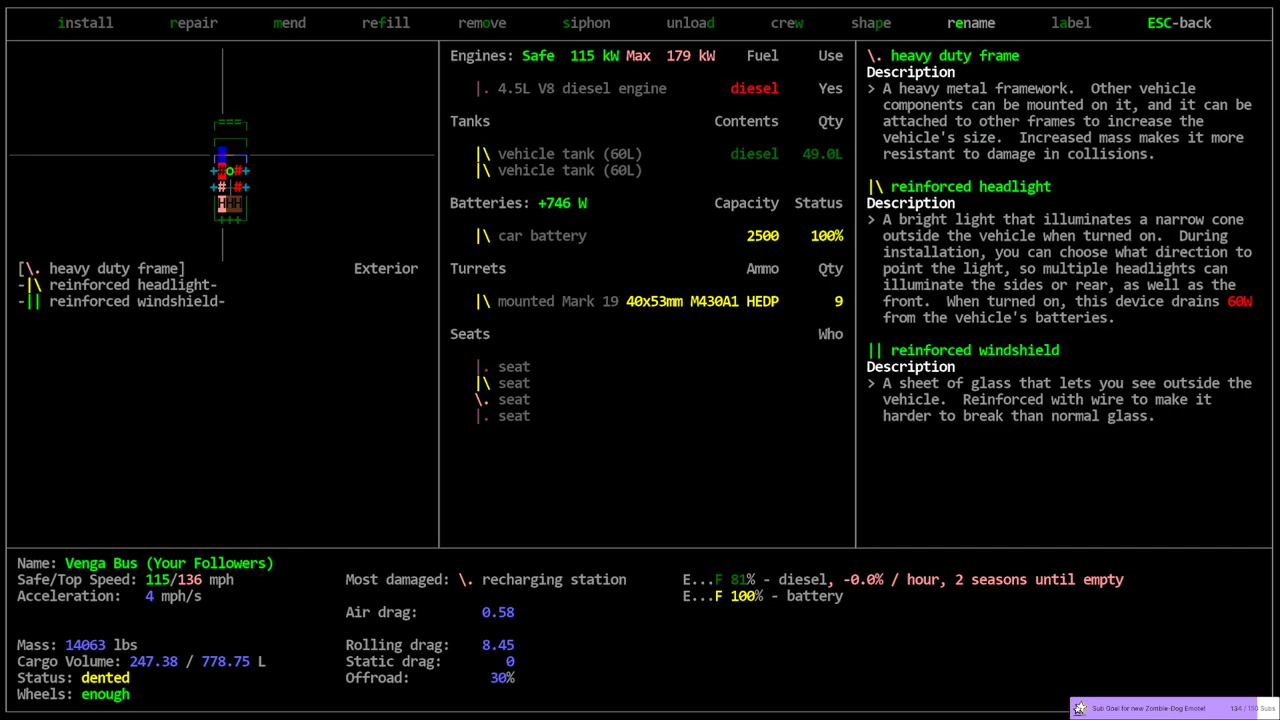 install repair mend refill remove siphon unload crew shape rename label ESC-back
Engines: Safe 115 kW Max 179 kW Fuel Use
|. 4.5L V8 diesel engine diesel Yes
Tanks Contents Qty
|\ vehicle tank (60L) diesel 49.0L
|\ vehicle tank (60L)
Batteries: +746 W Capacity Status
|\ car battery 2500 100%
Turrets Ammo Qty
|\ mounted Mark 19 40x53mm M430A1 HEDP 9
Seats Who
|. seat
|\ seat
\. seat
|. seat
[\. heavy duty frame] Exterior
-|\ reinforced headlight-
-|| reinforced windshield-
\. heavy duty frame
Description
> A heavy metal framework. Other vehicle
components can be mounted on it, and it can be
attached to other frames to increase the
vehicle's size. Increased mass makes it more
resistant to damage in collisions.
|\ reinforced headlight
Description
> A bright light that illuminates a narrow cone
outside the vehicle when turned on. During
installation, you can choose what direction to
point the light, so multiple headlights can
illuminate the sides or rear, as well as the
front. When turned on, this device drains 60W
from the vehicle's batteries.
|| reinforced windshield
Description
> A sheet of glass that lets you see outside the
vehicle. Reinforced with wire to make it
harder to break than normal glass.
Name: Venga Bus (Your Followers)
Safe/Top Speed: 115/136 mph
Acceleration: 4 mph/s
Mass: 14063 lbs
Cargo Volume: 247.38 / 778.75 L
Status: dented
Wheels: enough
Most damaged: \. recharging station
Air drag: 0.58
Rolling drag: 8.45
Static drag: 0
Offroad: 30%
E...F 81% - diesel, -0.0% / hour, 2 seasons until empty
E...F 100% - battery
Sub Goal for new Zombie-Dog Emote! 134 / 150 Subs